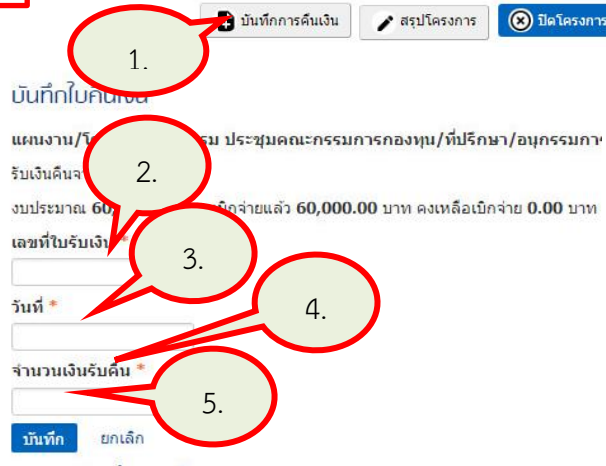 บันทึกการคืนเงิน สรุปโครงการ ปิดโครงการ
1.
บันทึกใบคืนเงิน
แผนงาน/ ประชุมคณะกรรมการกองทุน/ที่ปรึกษา/อนุกรรมการ
2.
รับเงินคืน
งบประมาณ เบิกจ่ายแล้ว 60,000.00 บาท คงเหลือเบิกจ่าย 0.00 บาท
เลขที่ใบรับเงิน *
3.
วันที่ *
4.
จำนวนเงินรับคืน *
5.
บันทึก ยกเลิก